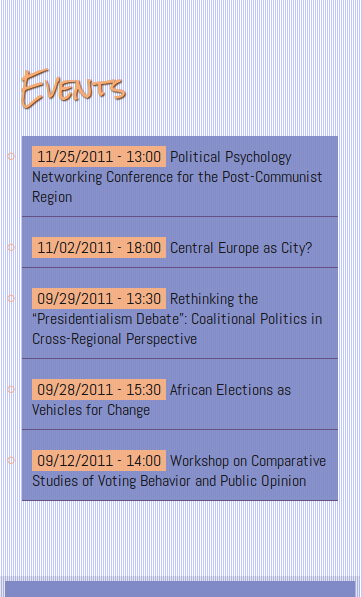 Events
11/25/2011 - 13:00 Political Psychology
Networking Conference for the Post-Communist
Region
11/02/2011 - 18:00 Central Europe as City?
09/29/2011 - 13:30 Rethinking the
“Presidentialism Debate”: Coalitional Politics in
Cross-Regional Perspective
09/28/2011 - 15:30 African Elections as
Vehicles for Change
09/12/2011 - 14:00 Workshop on Comparative
Studies of Voting Behavior and Public Opinion